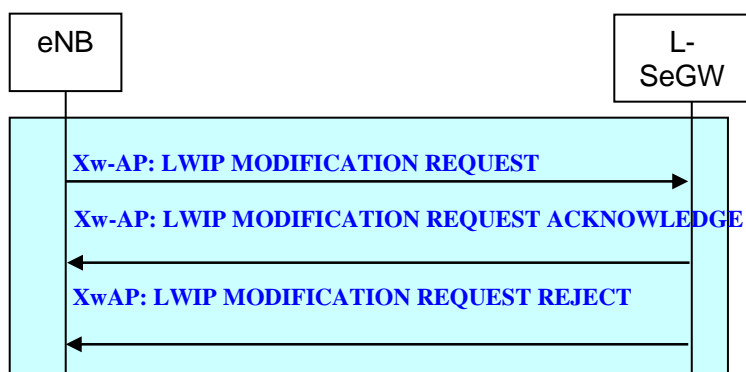 eNB
L-
SeGW
Xw-AP: LWIP MODIFICATION REQUEST
Xw-AP: LWIP MODIFICATION REQUEST ACKNOWLEDGE
XwAP: LWIP MODIFICATION REQUEST REJECT